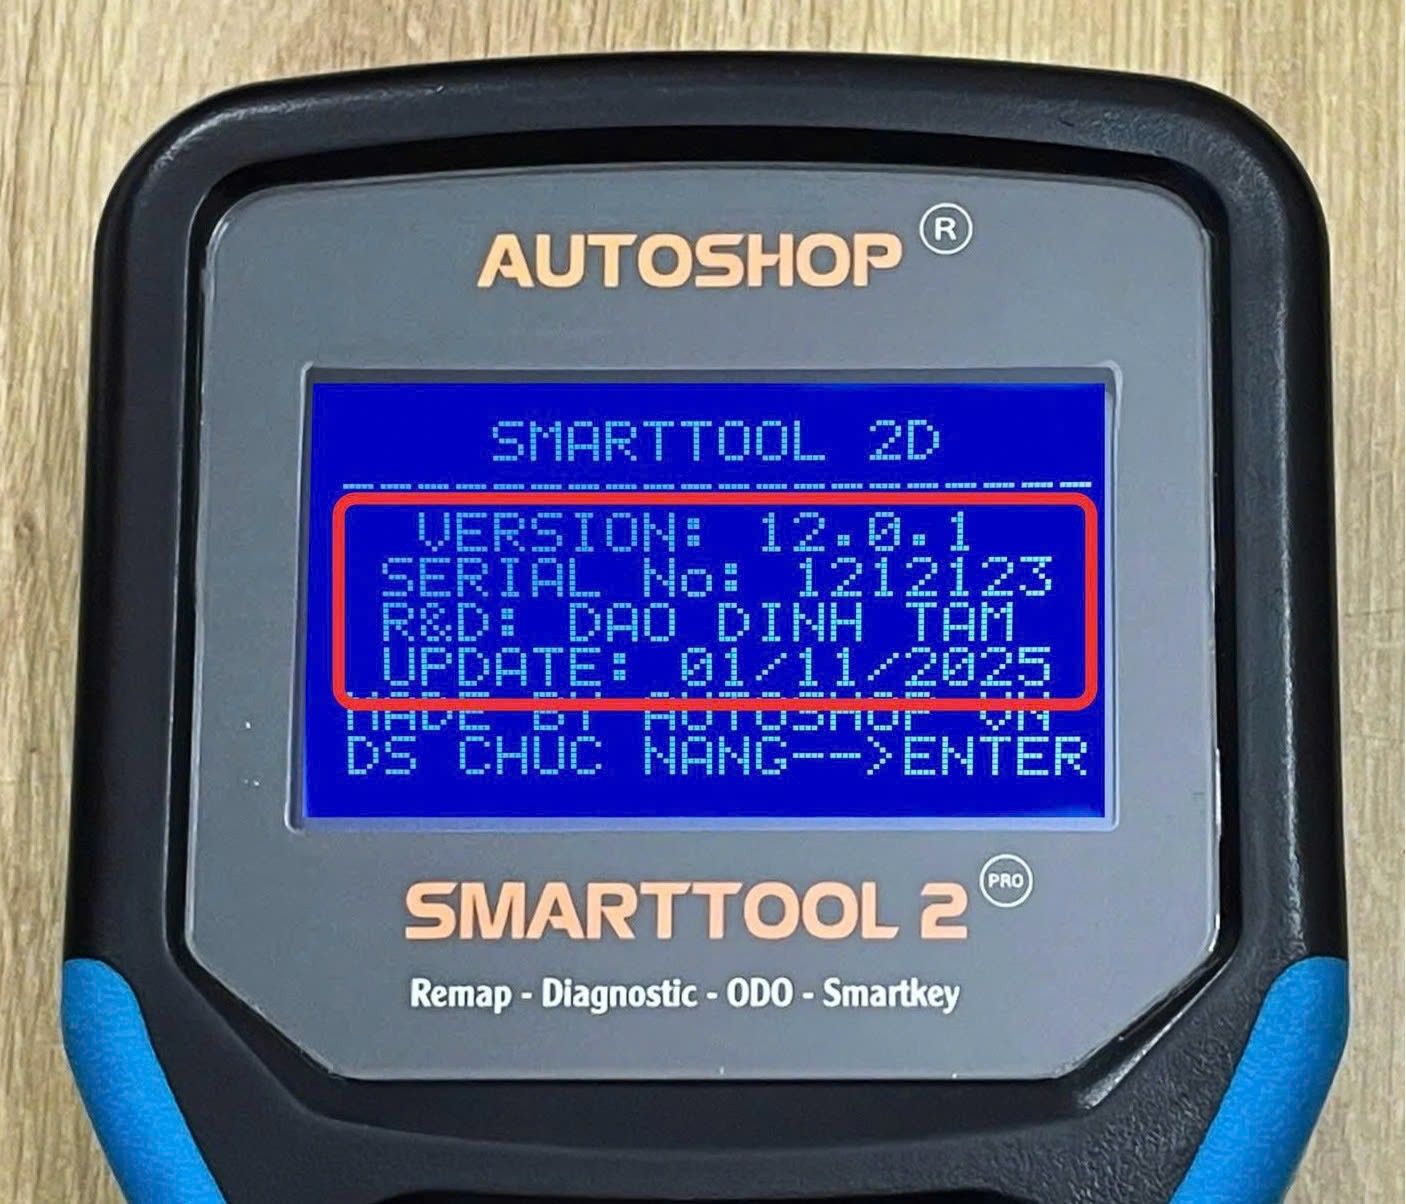 AUTOSHOP ®
SMARTTOOL 2D
--------------------
VERSION: 12.0.1
SERIAL No: 1212123
R&D: DAO DINH TAM
UPDATE: 01/11/2025
MADE BY AUTOSHOP VN
DS CHUC NANG-->ENTER
SMARTTOOL 2 PRO
Remap - Diagnostic - ODO - Smartkey